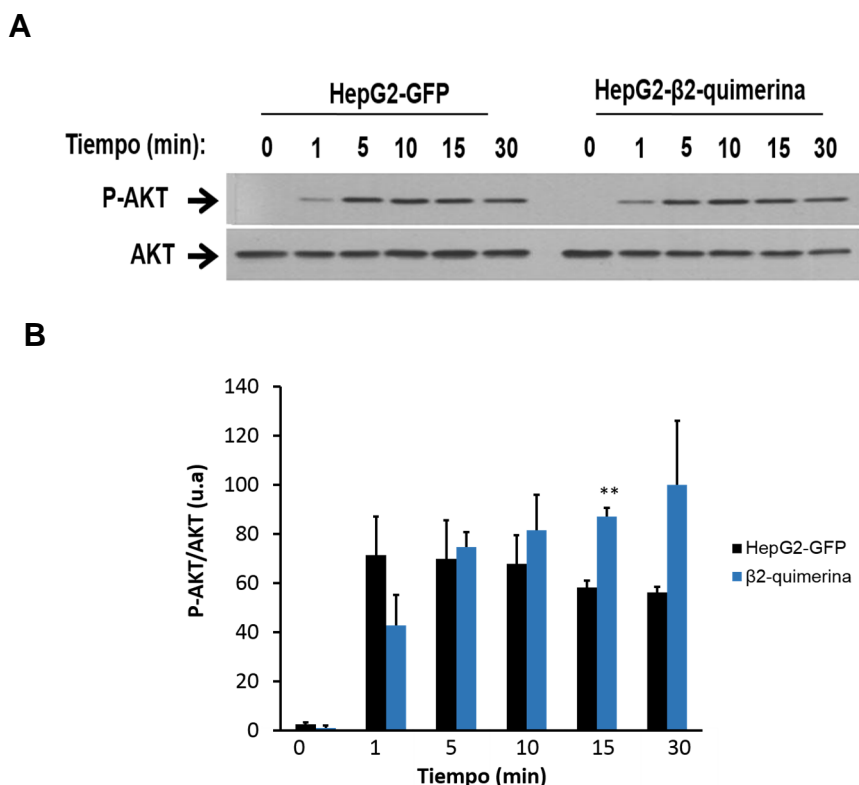 A
HepG2-GFP HepG2-β2-quimerina
Tiempo (min): 0 1 5 10 15 30 0 1 5 10 15 30
P-AKT
AKT
B
140
120
100
80
60
40
20
0
P-AKT/AKT (u.a)
**
HepG2-GFP
β2-quimerina
0 1 5 10 15 30
Tiempo (min)